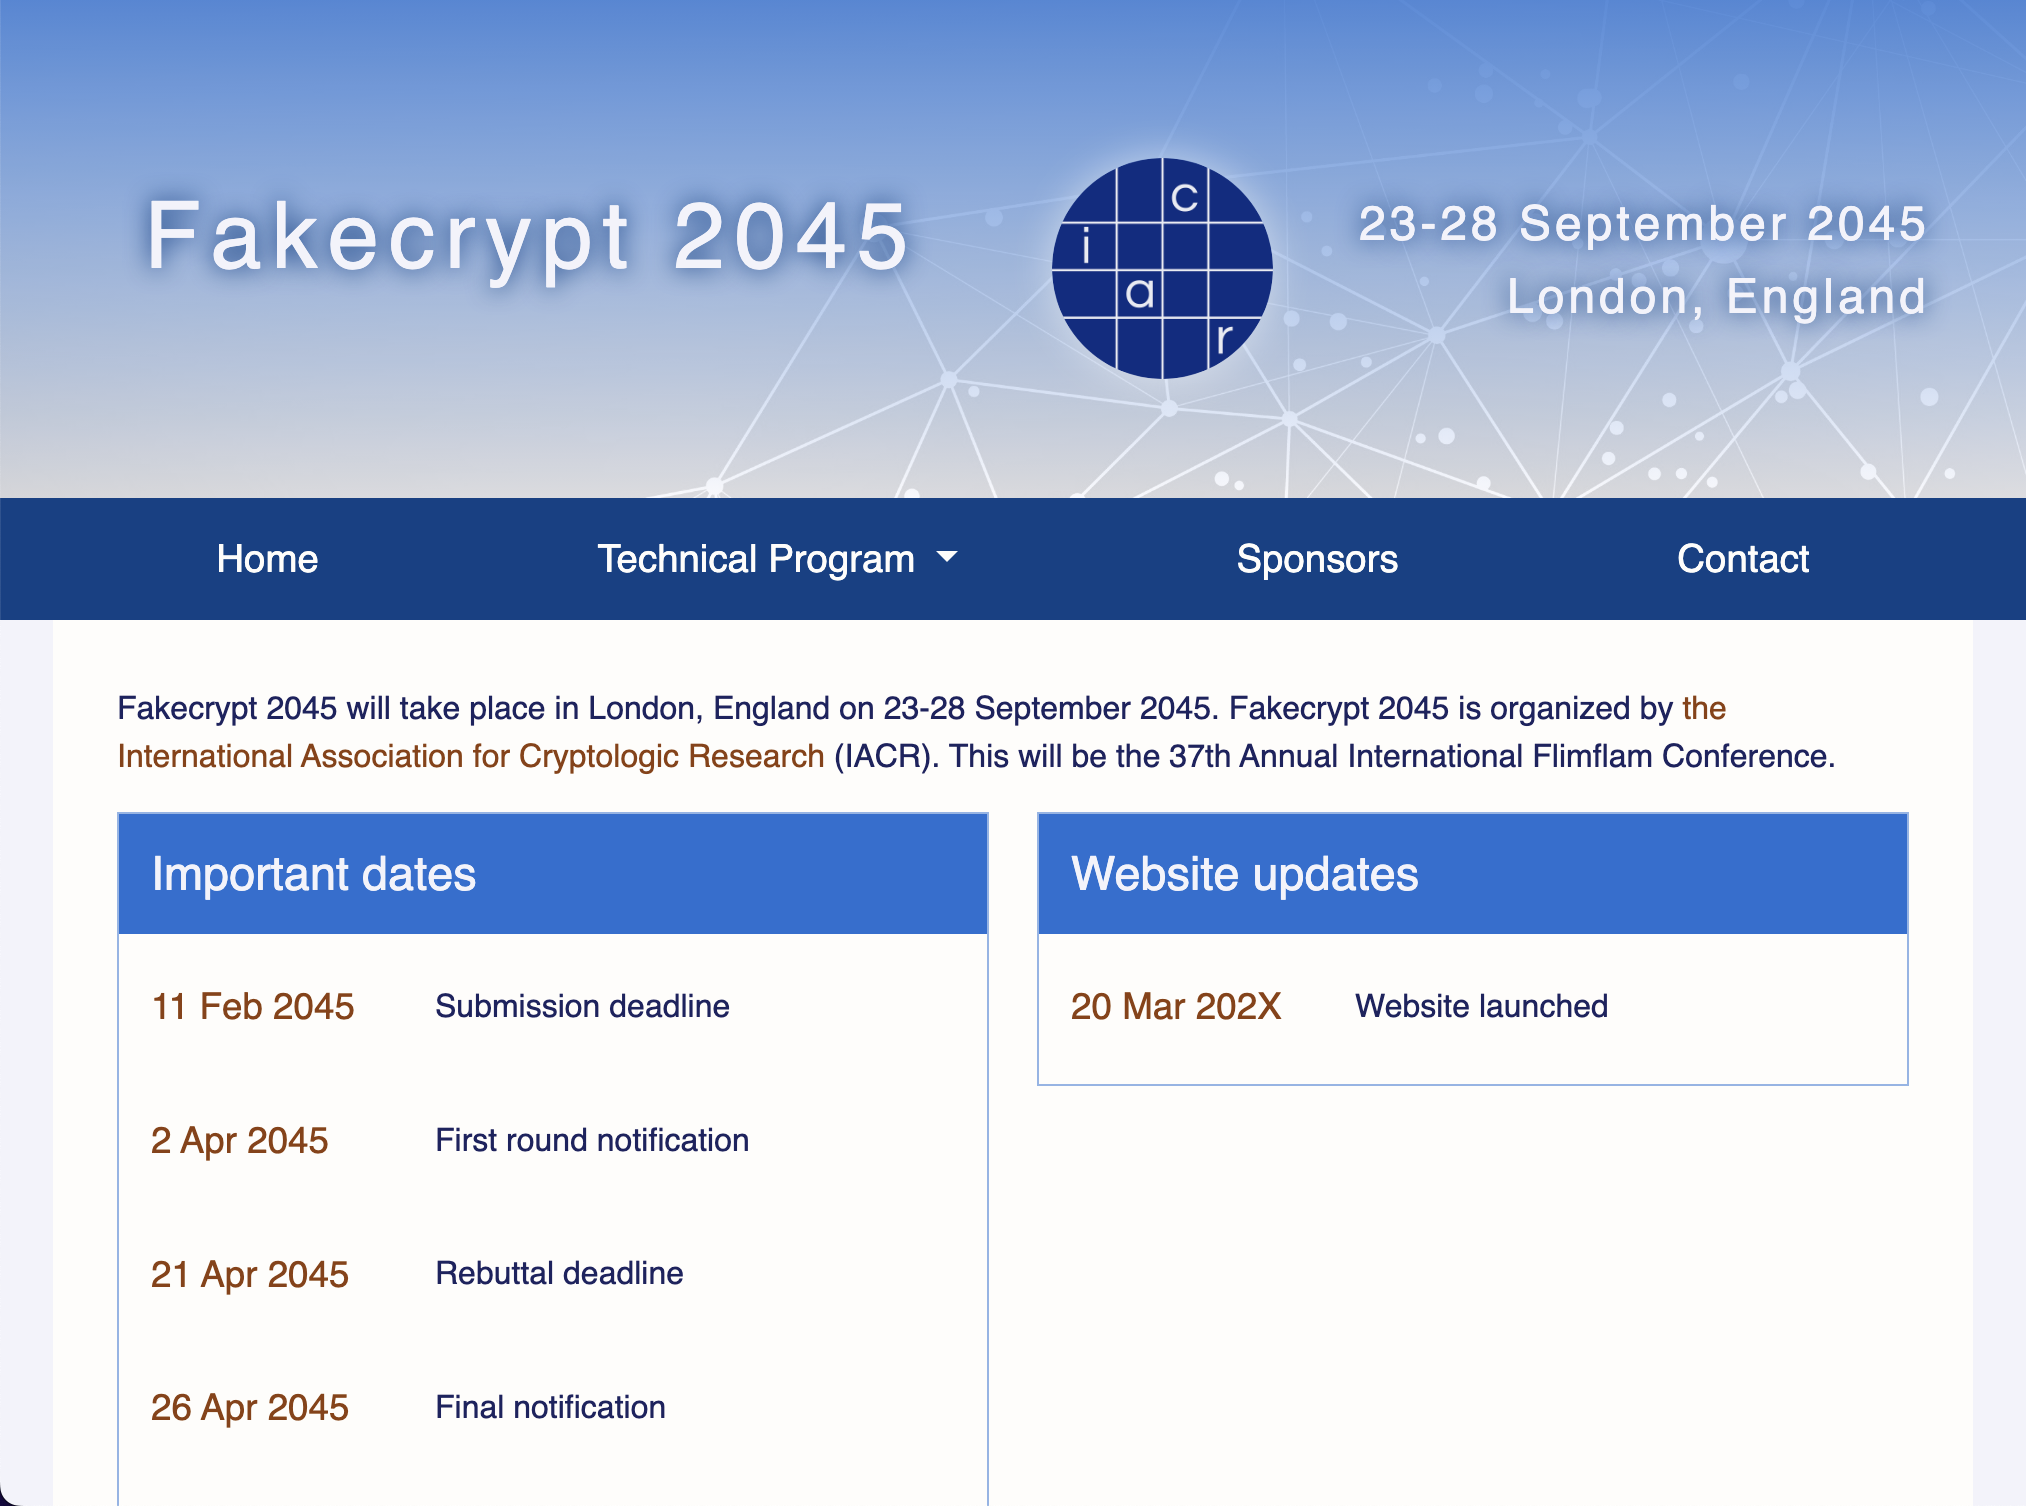 Fakecrypt 2045
c
i
a
r
23-28 September 2045
London, England
Home
Technical Program
Sponsors
Contact
Fakecrypt 2045 will take place in London, England on 23-28 September 2045. Fakecrypt 2045 is organized by the
International Association for Cryptologic Research (IACR). This will be the 37th Annual International Flimflam Conference.
Important dates
11 Feb 2045 Submission deadline
2 Apr 2045 First round notification
21 Apr 2045 Rebuttal deadline
26 Apr 2045 Final notification
Website updates
20 Mar 202X Website launched